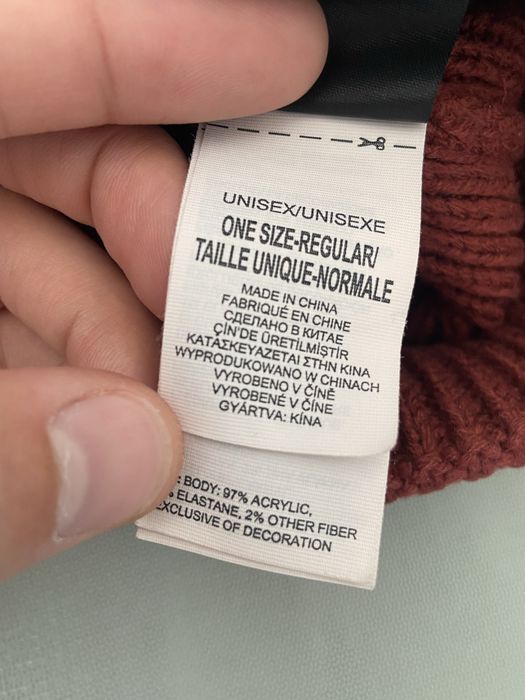 UNISEX/UNISEXE
ONE SIZE-REGULAR/
TAILLE UNIQUE-NORMALE
MADE IN CHINA
FABRIQUÉ EN CHINE
СДЕЛАНО В КИТАЕ
ÇİN'DE ÜRETİLMİŞTİR
ΚΑΤΑΣΚΕΥΑΖΕΤΑΙ ΣΤΗΝ ΚΙΝΑ
WYPRODUKOWANO W CHINACH
VYROBENO V ČÍNĚ
VYROBENÉ V ČÍNE
GYÁRTVA: KÍNA
: BODY: 97% ACRYLIC,
% ELASTANE, 2% OTHER FIBER
EXCLUSIVE OF DECORATION